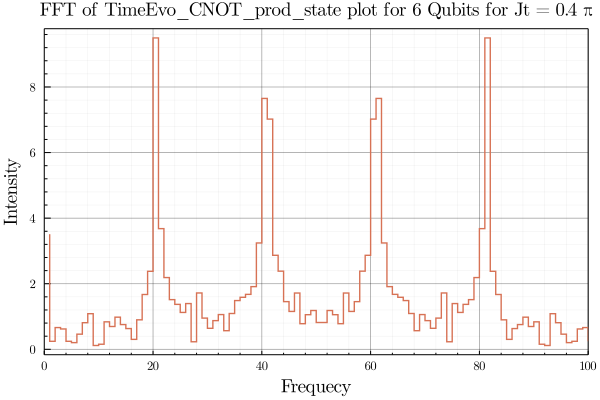 FFT of TimeEvo_CNOT_prod_state plot for 6 Qubits for Jt = 0.4 π
8
6
4
2
0
Intensity
0 20 40 60 80 100
Frequecy